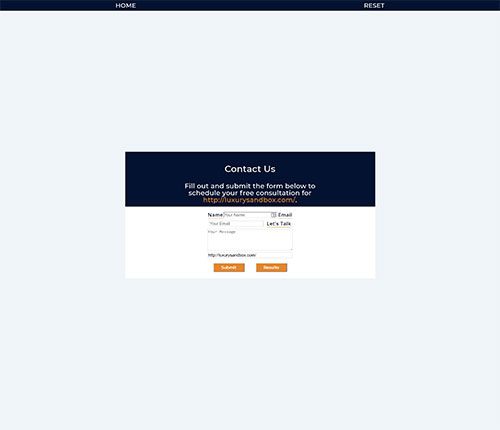 HOME RESET
Contact Us
Fill out and submit the form below to
schedule your free consultation for
http://luxurysandbox.com/.
Name Your Name Email
Your Email Let's Talk
Your Message
http://luxurysandbox.com/
Submit Results